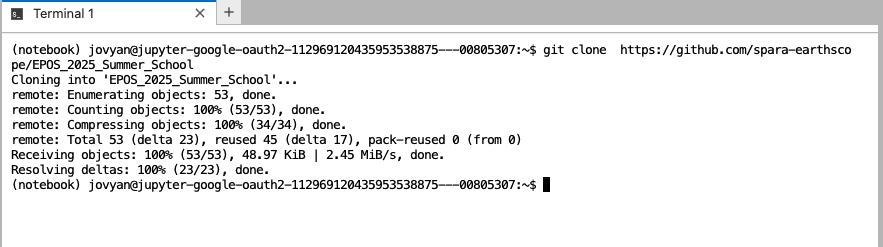 Terminal 1
(notebook) jovyan@jupyter-google-oauth2-112969120435953538875---00805307:~$ git clone  https://github.com/spara-earthsco
pe/EPOS_2025_Summer_School
Cloning into 'EPOS_2025_Summer_School'...
remote: Enumerating objects: 53, done.
remote: Counting objects: 100% (53/53), done.
remote: Compressing objects: 100% (34/34), done.
remote: Total 53 (delta 23), reused 45 (delta 17), pack-reused 0 (from 0)
Receiving objects: 100% (53/53), 48.97 KiB | 2.45 MiB/s, done.
Resolving deltas: 100% (23/23), done.
(notebook) jovyan@jupyter-google-oauth2-112969120435953538875---00805307:~$